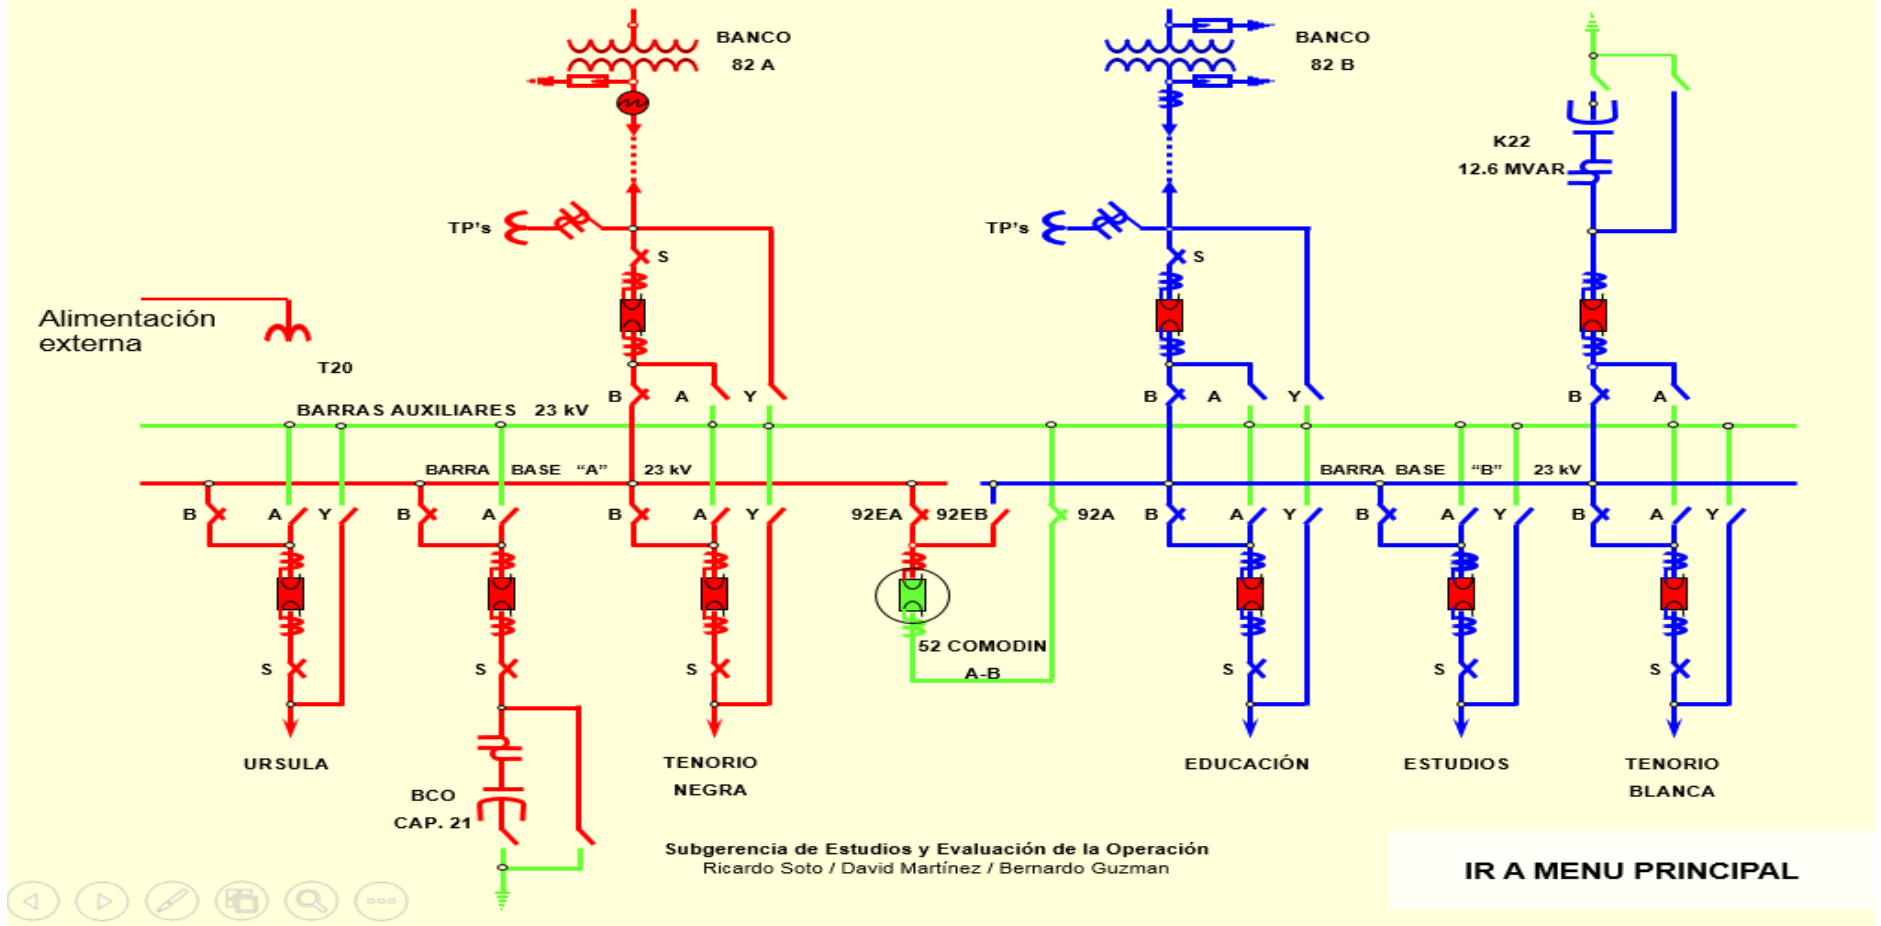 BANCO
82 A
BANCO
82 B
K22
12.6 MVAR
TP's
S
TP's
S
Alimentación
externa
T20
B
A
Y
B
A
Y
B
A
BARRAS AUXILIARES 23 kV
BARRA BASE “A” 23 kV
BARRA BASE “B” 23 kV
B
A
Y
B
A
B
A
Y
92EA
92EB
92A
B
A
Y
B
A
Y
B
A
Y
52 COMODIN
A-B
S
S
S
S
S
S
URSULA
BCO
CAP. 21
TENORIO
NEGRA
EDUCACIÓN
ESTUDIOS
TENORIO
BLANCA
Subgerencia de Estudios y Evaluación de la Operación
Ricardo Soto / David Martínez / Bernardo Guzman
IR A MENU PRINCIPAL